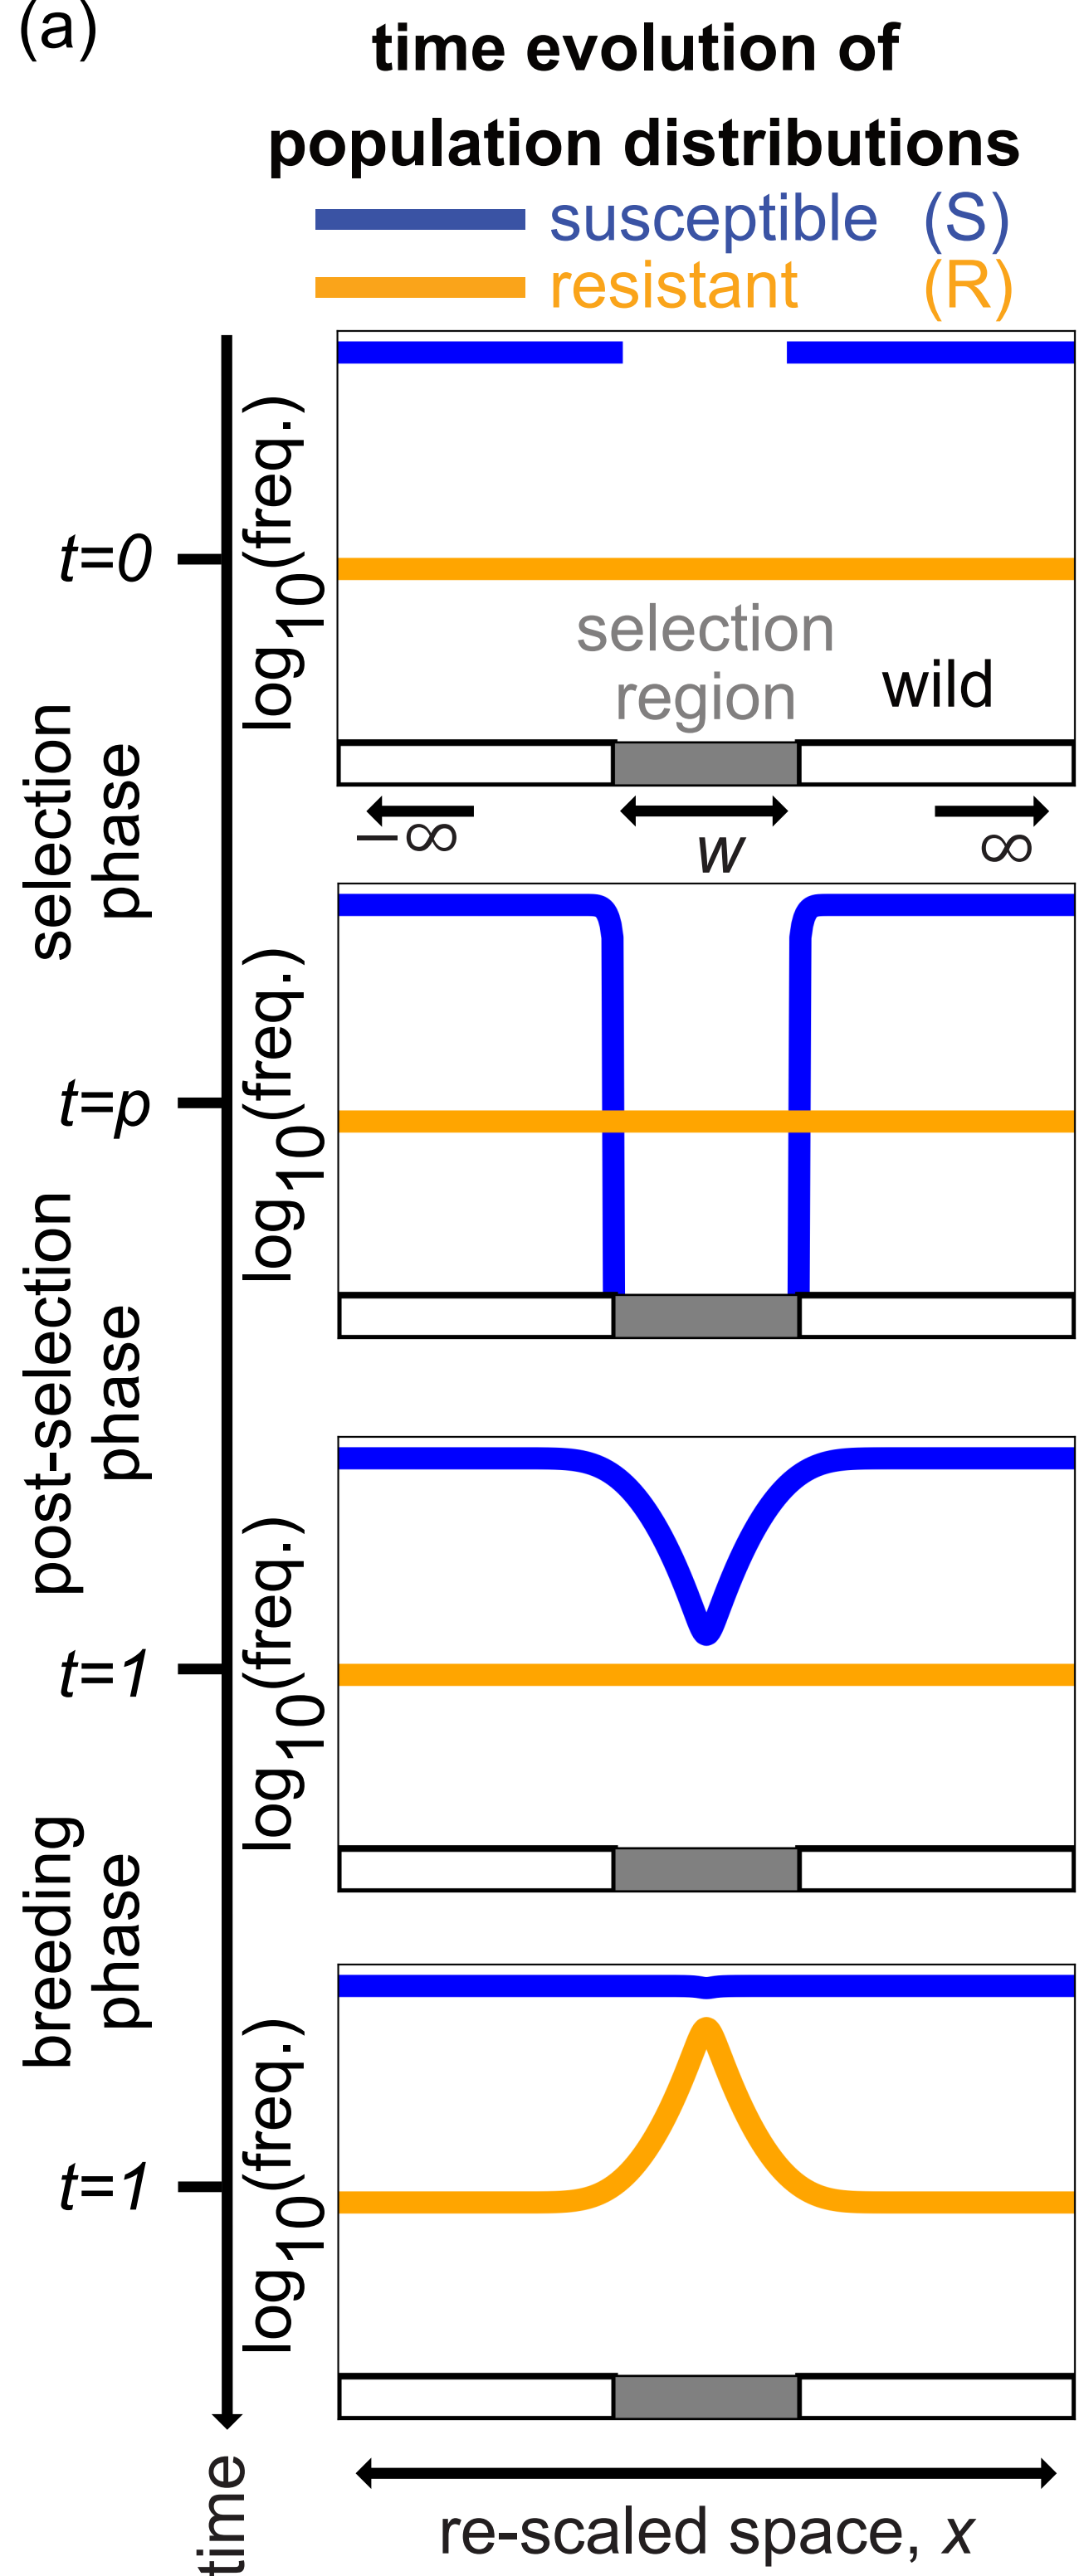 (a)
time evolution of
population distributions
susceptible (S)
resistant (R)
t=0
log10(freq.)
selection
region
wild
−∞
w
∞
selection
phase
t=p
log10(freq.)
post-selection
phase
t=1
log10(freq.)
breeding
phase
t=1
log10(freq.)
time
re-scaled space, x